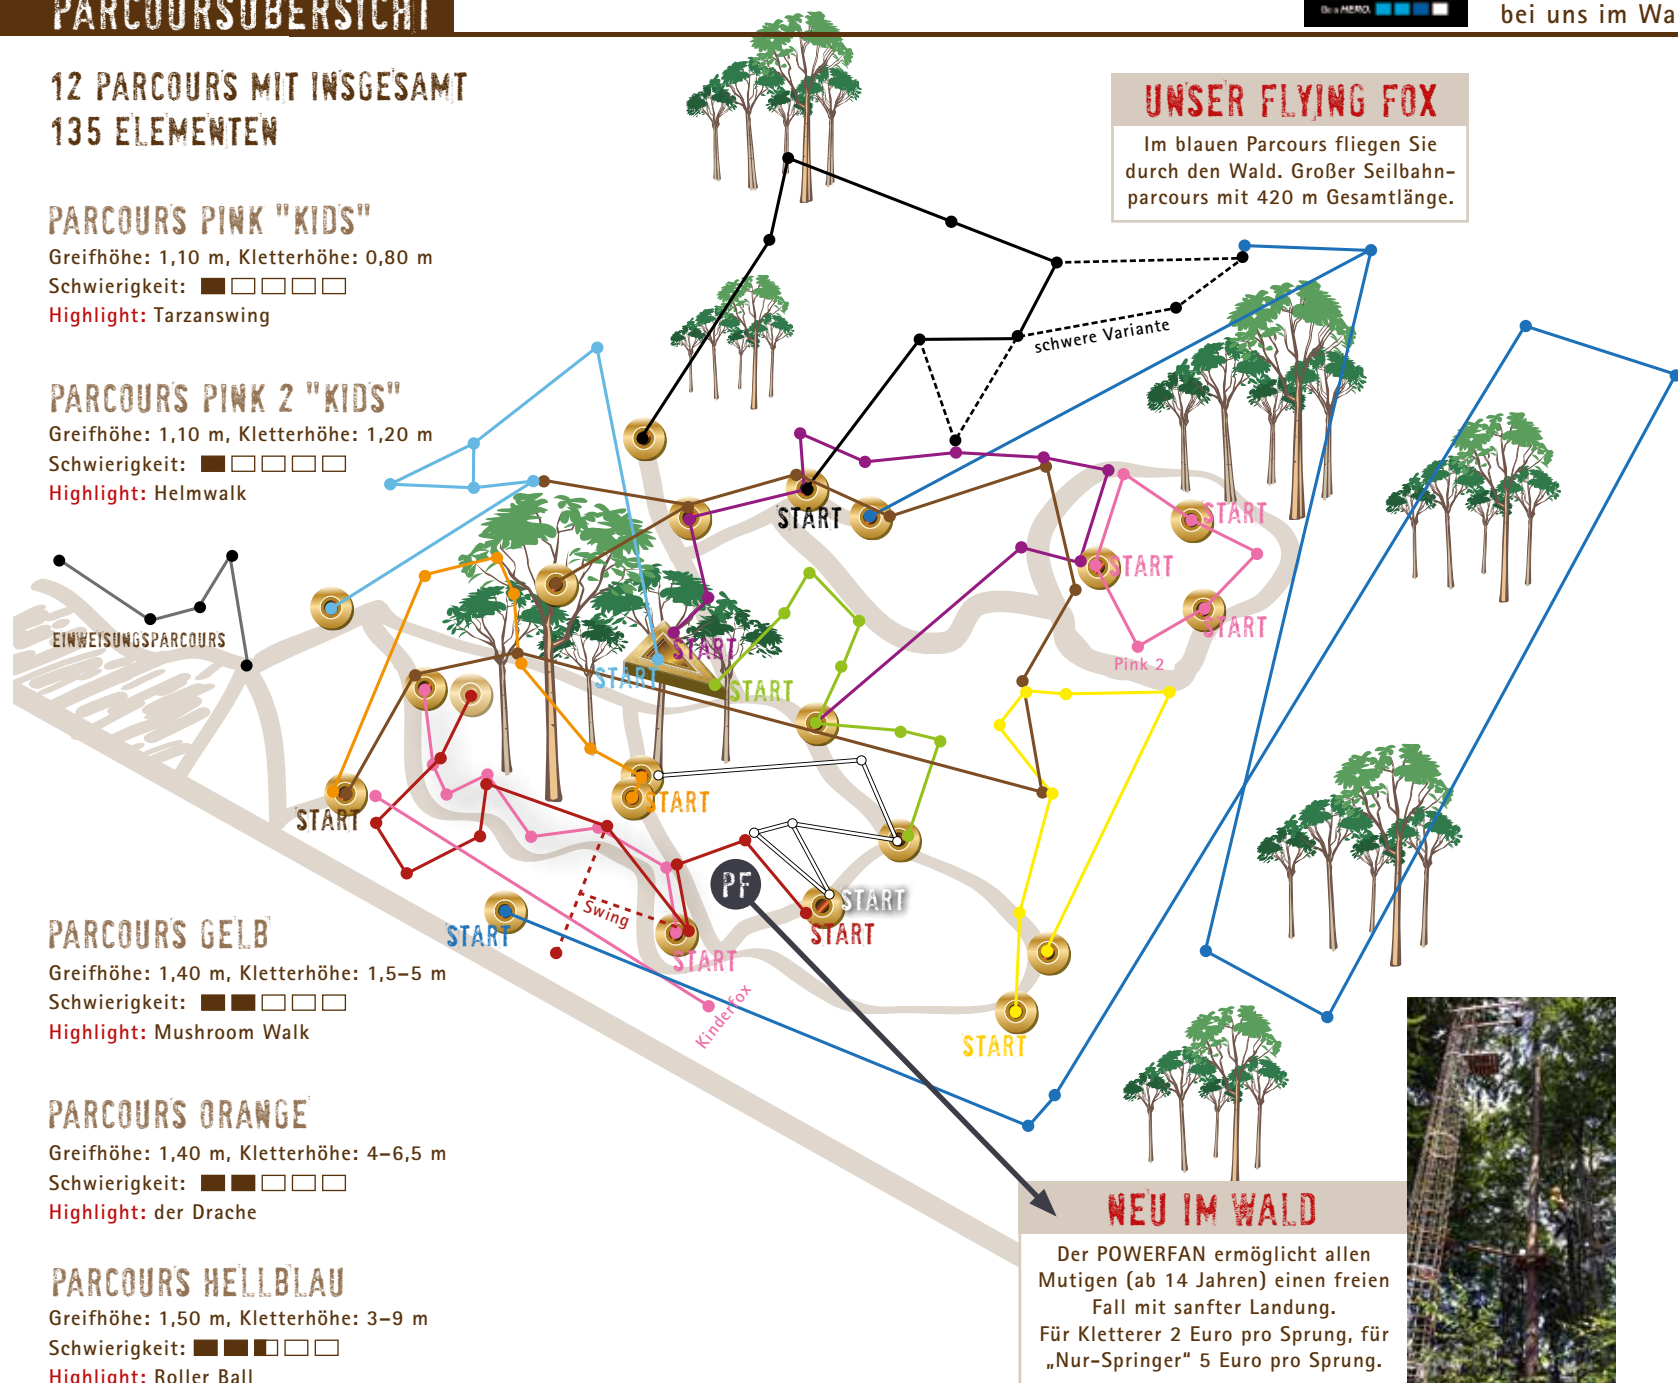 PARCOURSÜBERSICHT
bei uns im Wa
12 PARCOURS MIT INSGESAMT
135 ELEMENTEN
UNSER FLYING FOX
Im blauen Parcours fliegen Sie
durch den Wald. Großer Seilbahn-
parcours mit 420 m Gesamtlänge.
PARCOURS PINK "KIDS"
Greifhöhe: 1,10 m, Kletterhöhe: 0,80 m
Schwierigkeit:
Highlight: Tarzanswing
schwere Variante
PARCOURS PINK 2 "KIDS"
Greifhöhe: 1,10 m, Kletterhöhe: 1,20 m
Schwierigkeit:
Highlight: Helmwalk
START
START
START
START
Pink 2
EINWEISUNGSPARCOURS
START
START
START
START
START
START
START
Swing
START
START
START
Kinderfox
PF
START
PARCOURS GELB
Greifhöhe: 1,40 m, Kletterhöhe: 1,5–5 m
Schwierigkeit:
Highlight: Mushroom Walk
PARCOURS ORANGE
Greifhöhe: 1,40 m, Kletterhöhe: 4–6,5 m
Schwierigkeit:
Highlight: der Drache
PARCOURS HELLBLAU
Greifhöhe: 1,50 m, Kletterhöhe: 3–9 m
Schwierigkeit:
Highlight: Roller Ball
NEU IM WALD
Der POWERFAN ermöglicht allen
Mutigen (ab 14 Jahren) einen freien
Fall mit sanfter Landung.
Für Kletterer 2 Euro pro Sprung, für
„Nur-Springer“ 5 Euro pro Sprung.